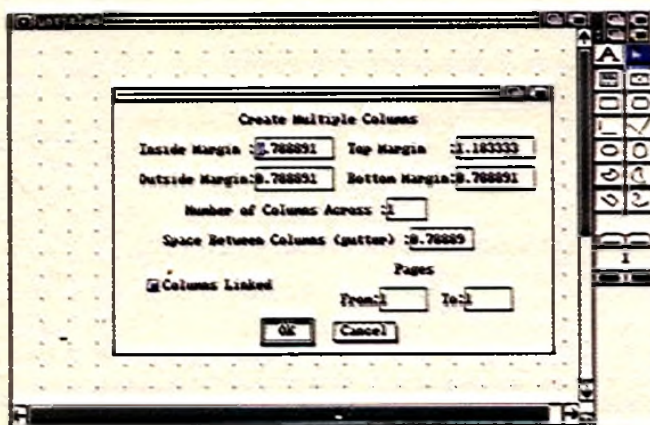 untitled
A
Create Multiple Columns
Inside Margin :0.788891 Top Margin :1.183333
Outside Margin:0.788891 Bottom Margin:0.788891
Number of Columns Across :1
Space Between Columns (gutter) :0.78889
Columns Linked
Pages
From:1 To:1
Ok Cancel